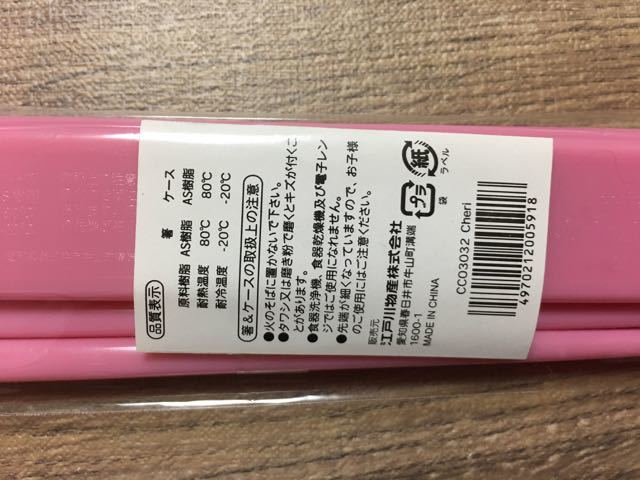 品質表示
箸 ケース
原料樹脂 AS樹脂 AS樹脂
耐熱温度 80℃ 80℃
耐冷温度 -20℃ -20℃
箸&ケースの取扱上の注意
●火のそばに置かないで下さい。
●タワシ又は磨き粉で磨くとキズが付くこ
とがあります。
●食器洗浄機、食器乾燥機及び電子レン
ジではご使用になれません。
●先端が細くなっていますので、お子様
のご使用にはご注意ください。
販売元
江戸川物産株式会社
愛知県春日井市牛山町溝端
1600-1
MADE IN CHINA
プラ
袋
紙
ラベル
CC03032 Cheri
4970212005918